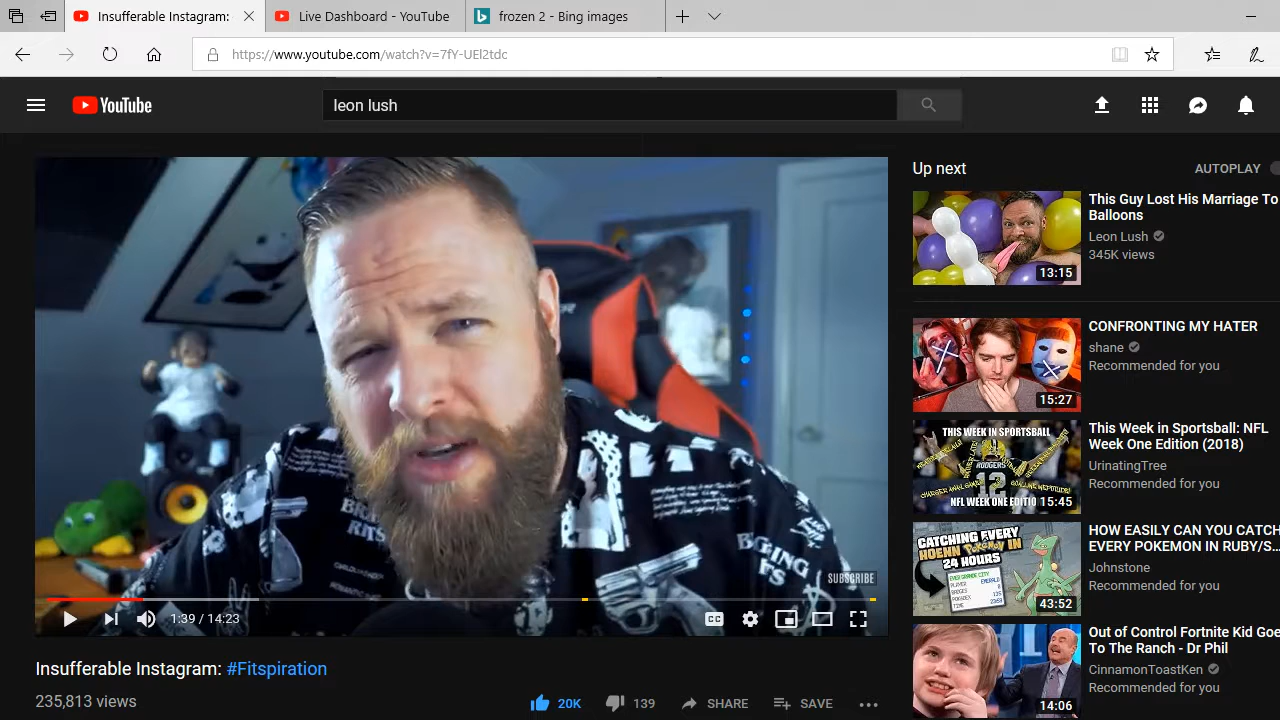 Insufferable Instagram:
Live Dashboard - YouTube
frozen 2 - Bing images
https://www.youtube.com/watch?v=7fY-UEl2tdc
YouTube
leon lush
SUBSCRIBE
1:39 / 14:23
CC
Insufferable Instagram: #Fitspiration
235,813 views
20K
139
SHARE
SAVE
Up next
AUTOPLAY
13:15
This Guy Lost His Marriage To
Balloons
Leon Lush
345K views
15:27
CONFRONTING MY HATER
shane
Recommended for you
THIS WEEK IN SPORTSBALL
RODGERS
12
NFL WEEK ONE EDITIO
15:45
This Week in Sportsball: NFL
Week One Edition (2018)
UrinatingTree
Recommended for you
CATCHING EVERY
HOENN Pokemon IN
24 HOURS
43:52
HOW EASILY CAN YOU CATCH
EVERY POKEMON IN RUBY/S...
Johnstone
Recommended for you
14:06
Out of Control Fortnite Kid Goe
To The Ranch - Dr Phil
CinnamonToastKen
Recommended for you